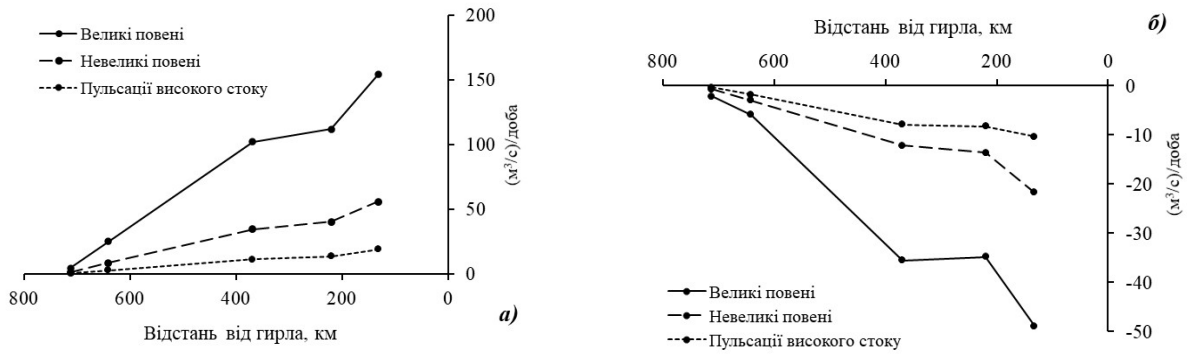 Великі повені
Невеликі повені
Пульсації високого стоку
200
150
100
50
0
(м³/с)/доба
800
600
400
200
0
Відстань від гирла, км
а)
Відстань від гирла, км
б)
800
600
400
200
0
0
-10
-20
-30
-40
-50
(м³/с)/доба
Великі повені
Невеликі повені
Пульсації високого стоку